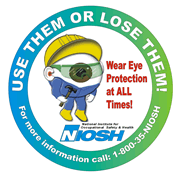 USE THEM OR LOSE THEM!
Wear Eye
Protection
at ALL
Times!
National Institute for
Occupational Safety & Health
NIOSH
For more information call: 1-800-35-NIOSH